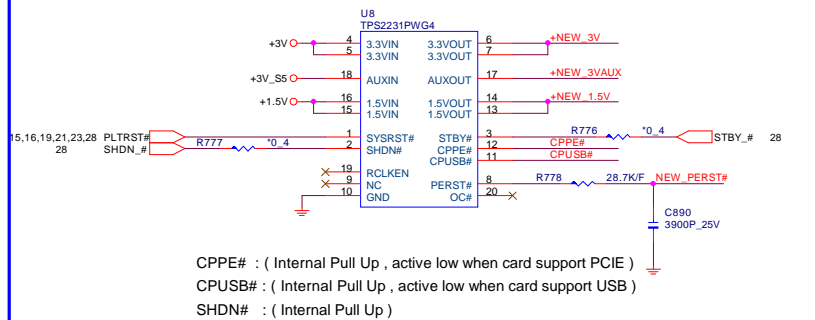 U8
TPS2231PWG4
+3V 4 3.3VIN 3.3VOUT 6 +NEW_3V
5 3.3VIN 3.3VOUT 7
+3V_S5 18 AUXIN AUXOUT 17 +NEW_3VAUX
+1.5V 16 1.5VIN 1.5VOUT 14 +NEW_1.5V
15 1.5VIN 1.5VOUT 13
15,16,19,21,23,28 PLTRST# 1 SYSRST# STBY# 3 R776 *0_4 STBY_# 28
28 SHDN_# R777 *0_4 2 SHDN# CPPE# 12 CPPE#
CPUSB# 11 CPUSB#
19 RCLKEN
9 NC PERST# 8 R778 28.7K/F NEW_PERST#
10 GND OC# 20
C890
3900P_25V
CPPE# : ( Internal Pull Up , active low when card support PCIE )
CPUSB# : ( Internal Pull Up , active low when card support USB )
SHDN# : ( Internal Pull Up )